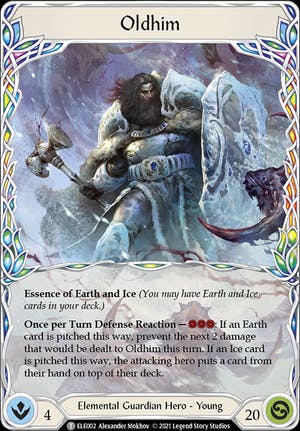 Oldhim
Essence of Earth and Ice (You may have Earth and Ice
cards in your deck.)
Once per Turn Defense Reaction — : If an Earth
card is pitched this way, prevent the next 2 damage
that would be dealt to Oldhim this turn. If an Ice card
is pitched this way, the attacking hero puts a card from
their hand on top of their deck.
4
Elemental Guardian Hero - Young
20
T ELE002 Alexander Mokhov © 2021 Legend Story Studios